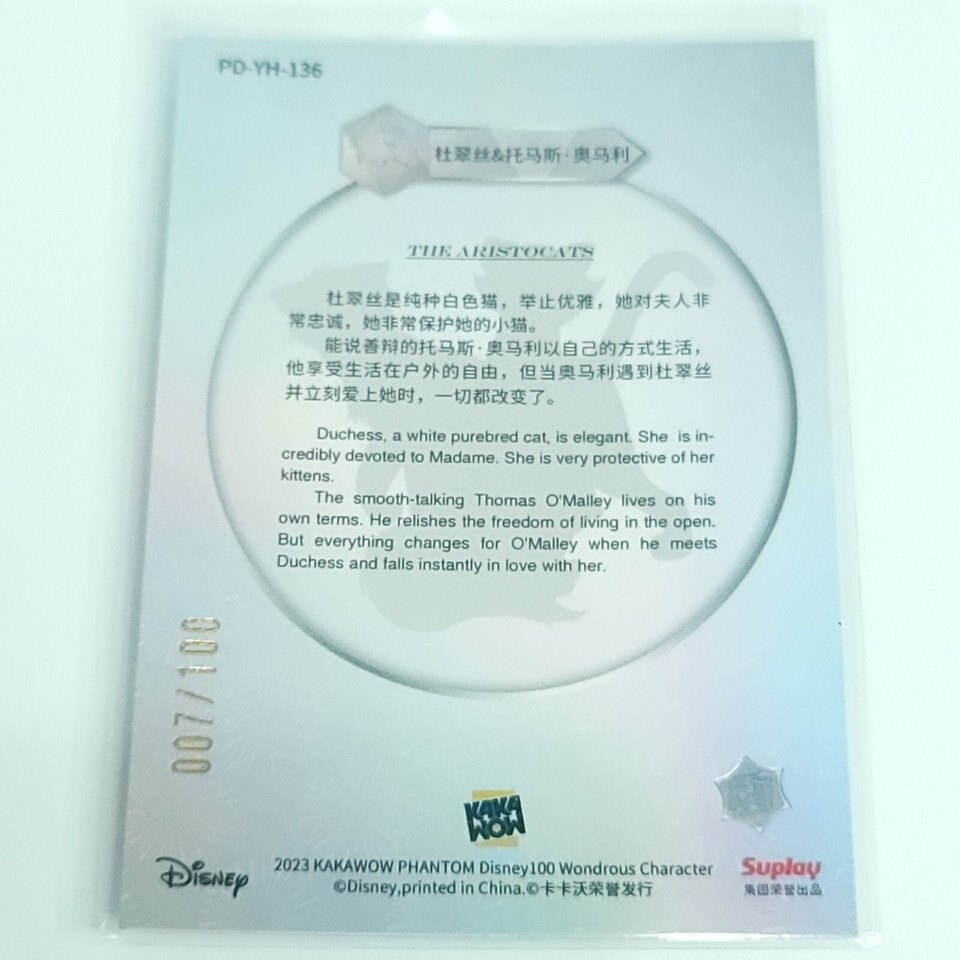 PD-YH-136
杜翠丝&托马斯·奥马利
THE ARISTOCATS
杜翠丝是纯种白色猫，举止优雅，她对夫人非
常忠诚，她非常保护她的小猫。
能说善辩的托马斯·奥马利以自己的方式生活，
他享受生活在户外的自由，但当奥马利遇到杜翠丝
并立刻爱上她时，一切都改变了。
Duchess, a white purebred cat, is elegant. She is in-
credibly devoted to Madame. She is very protective of her
kittens.
The smooth-talking Thomas O'Malley lives on his
own terms. He relishes the freedom of living in the open.
But everything changes for O'Malley when he meets
Duchess and falls instantly in love with her.
007/100
KAKA
WOW
Disney
2023 KAKAWOW PHANTOM Disney100 Wondrous Character
©Disney,printed in China.©卡卡沃荣誉发行
Suplay
集团荣誉出品